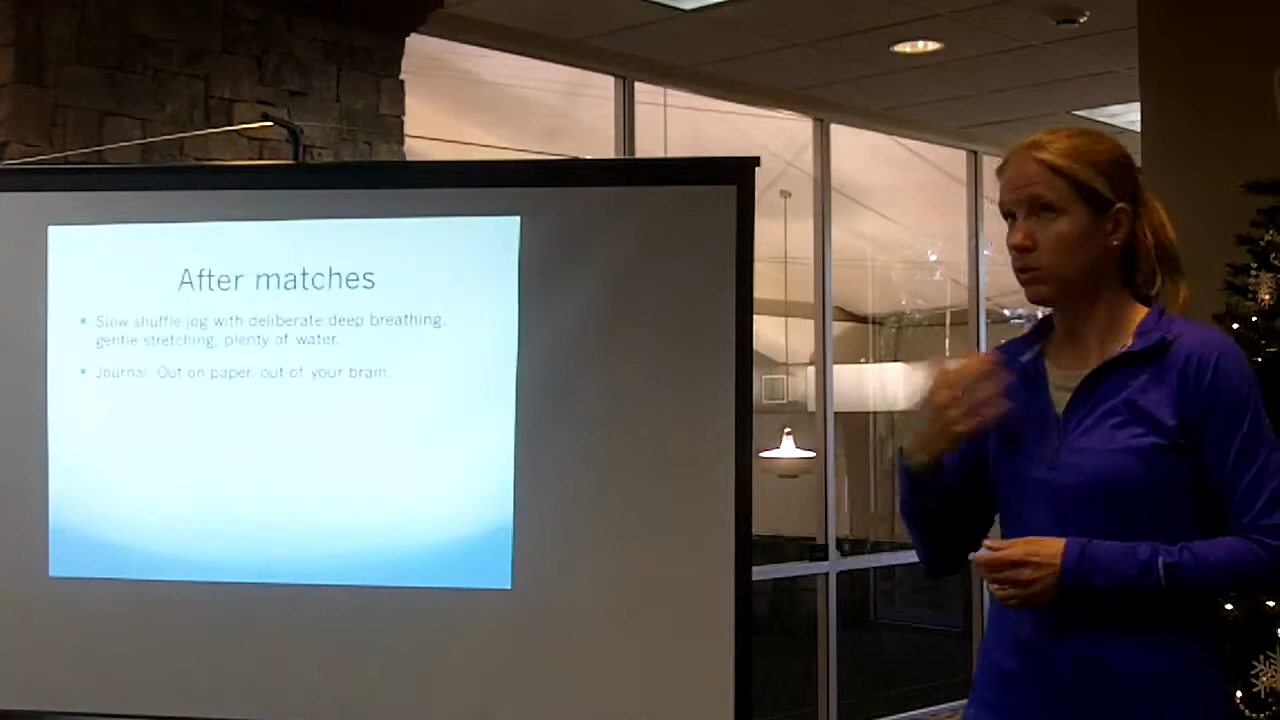 After matches
Slow shuffle-jog with deliberate deep breathing,
gentle stretching, plenty of water.
Journal: Out on paper, out of your brain.